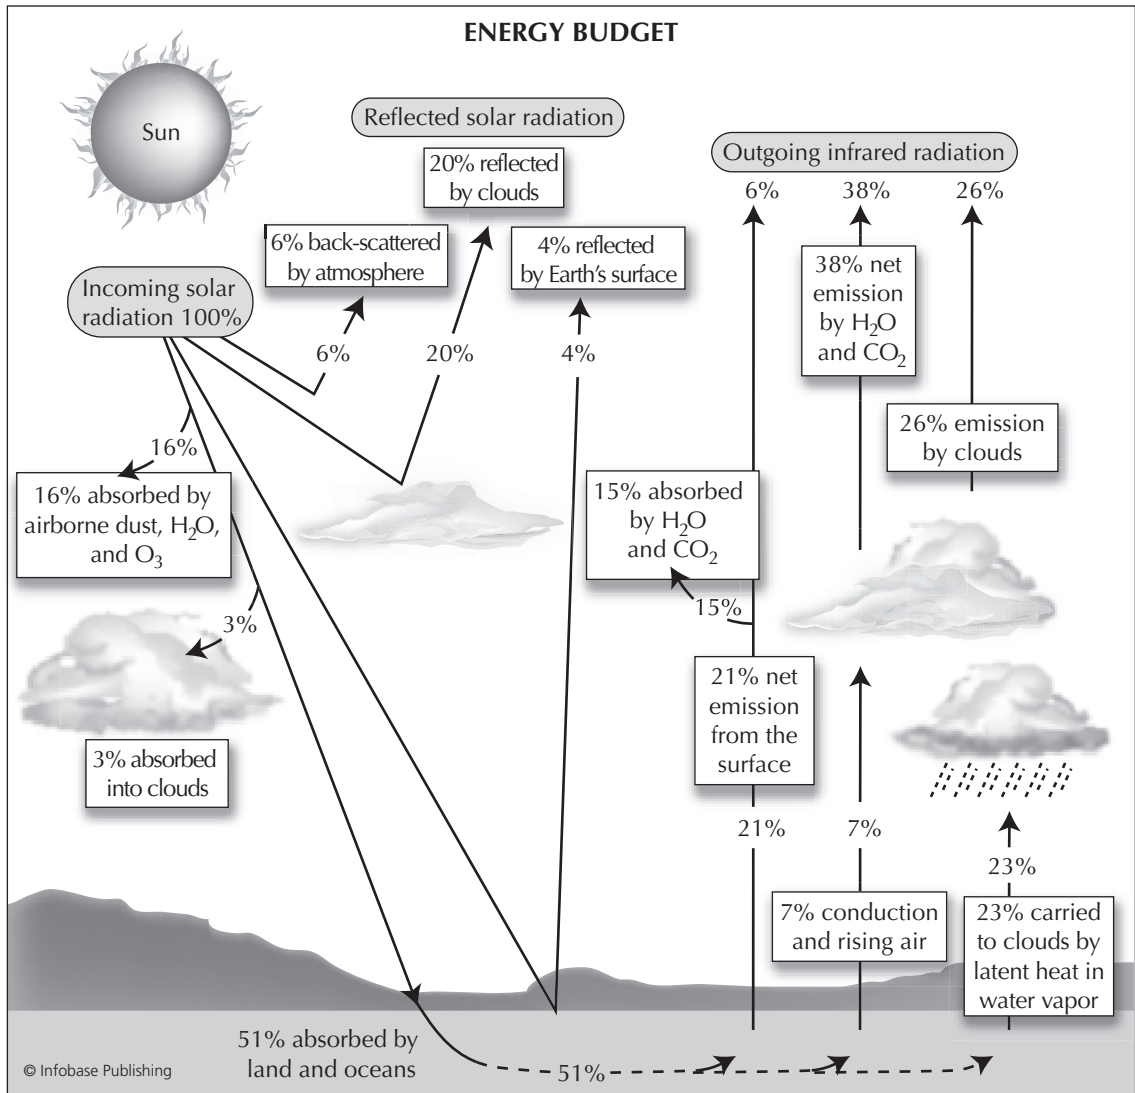 ENERGY BUDGET
Sun
Reflected solar radiation
20% reflected
by clouds
Outgoing infrared radiation
6%
38%
26%
6% back-scattered
by atmosphere
4% reflected
by Earth's surface
Incoming solar
radiation 100%
38% net
emission
by H2O
and CO2
6%
20%
4%
26% emission
by clouds
16%
16% absorbed by
airborne dust, H2O,
and O3
15% absorbed
by H2O
and CO2
15%
3%
21% net
emission
from the
surface
3% absorbed
into clouds
21%
7%
23%
7% conduction
and rising air
23% carried
to clouds by
latent heat in
water vapor
51% absorbed by
land and oceans
51%
© Infobase Publishing